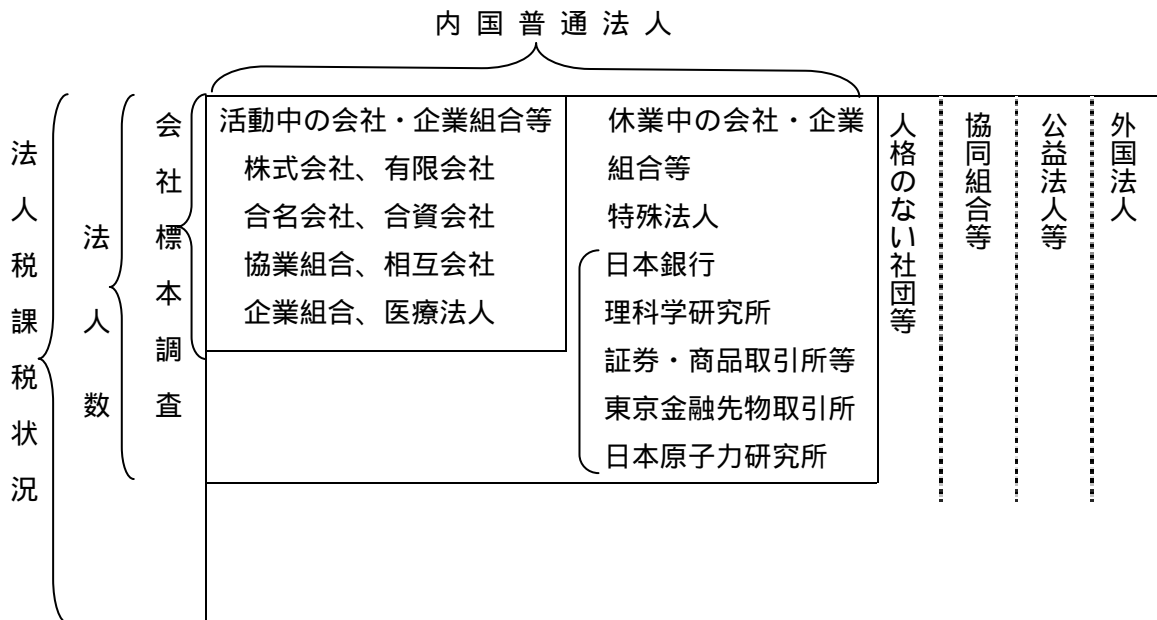 内国普通法人
法人税課税状況
法人数
会社標本調査
活動中の会社・企業組合等
株式会社、有限会社
合名会社、合資会社
協業組合、相互会社
企業組合、医療法人
休業中の会社・企業
組合等
特殊法人
日本銀行
理科学研究所
証券・商品取引所等
東京金融先物取引所
日本原子力研究所
人格のない社団等
協同組合等
公益法人等
外国法人